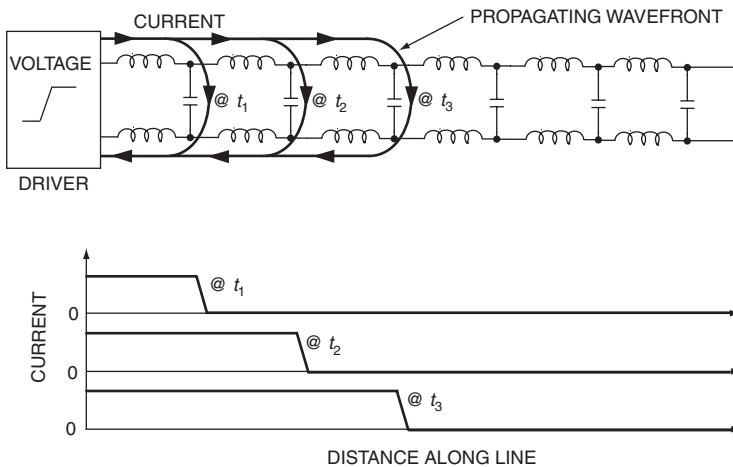 CURRENT
PROPAGATING WAVEFRONT
VOLTAGE
@ t1
@ t2
@ t3
DRIVER
@ t1
0
@ t2
0
@ t3
0
CURRENT
DISTANCE ALONG LINE